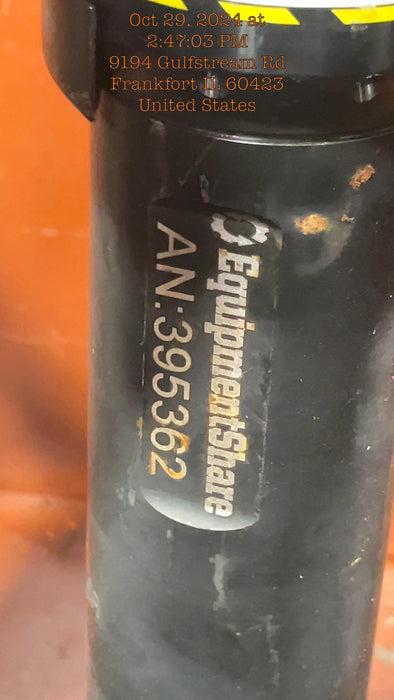 Oct 29, 2024 at
2:47:03 PM
9194 Gulfstream Rd
Frankfort IL 60423
United States
EquipmentShare
AN:395362